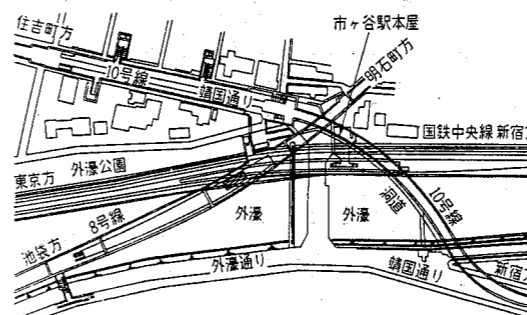 市ヶ谷駅本屋
住吉町方
明石町方
10号線
靖国通り
国鉄中央線 新宿方
外濠公園
東京方
8号線
外濠
外濠
洞道
10号線
池袋方
外濠通り
靖国通り
新宿方